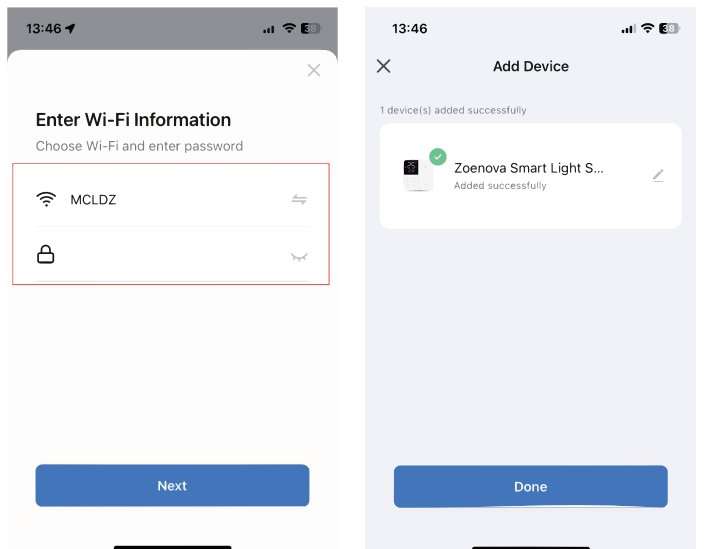 13:46
38
Enter Wi-Fi Information
Choose Wi-Fi and enter password
MCLDZ
Next
13:46
38
Add Device
1 device(s) added successfully
Zoenova Smart Light S...
Added successfully
Done